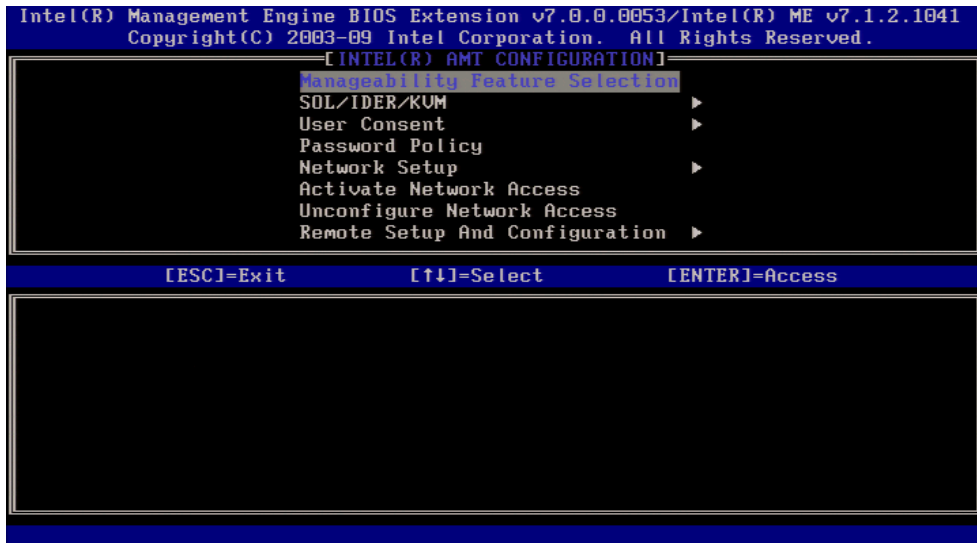 Intel(R) Management Engine BIOS Extension v7.0.0.0053/Intel(R) ME v7.1.2.1041
Copyright(C) 2003-09 Intel Corporation. All Rights Reserved.
[INTEL(R) AMT CONFIGURATION]
Manageability Feature Selection
SOL/IDER/KVM ►
User Consent ►
Password Policy
Network Setup ►
Activate Network Access
Unconfigure Network Access
Remote Setup And Configuration ►
[ESC]=Exit [↑↓]=Select [ENTER]=Access